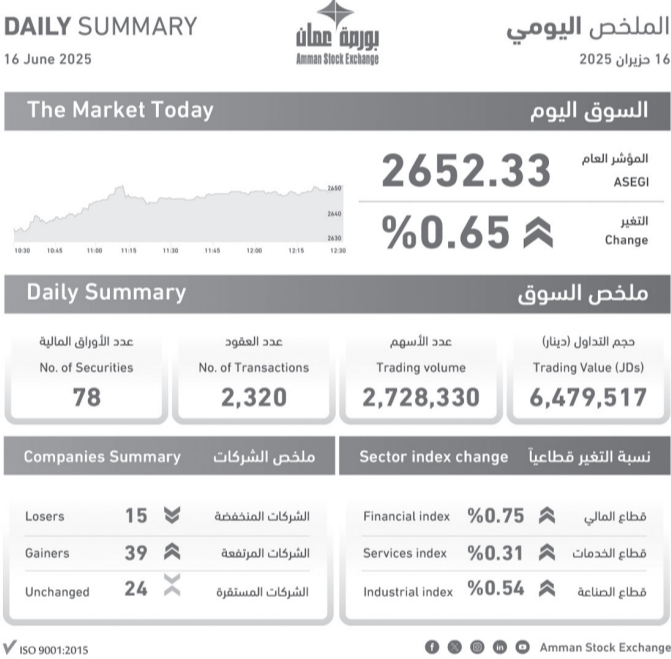 DAILY SUMMARY
16 June 2025
بورصة عمان
Amman Stock Exchange
الملخص اليومي
16 حزيران 2025
The Market Today
السوق اليوم
2650
2640
2630
10:30 10:45 11:00 11:15 11:30 11:45 12:00 12:15 12:30
2652.33
المؤشر العام
ASEGI
%0.65
التغير
Change
Daily Summary
ملخص السوق
عدد الأوراق المالية
No. of Securities
78
عدد العقود
No. of Transactions
2,320
عدد الأسهم
Trading volume
2,728,330
حجم التداول (دينار)
Trading Value (JDs)
6,479,517
Companies Summary ملخص الشركات
Losers 15 الشركات المنخفضة
Gainers 39 الشركات المرتفعة
Unchanged 24 الشركات المستقرة
Sector index change نسبة التغير قطاعياً
Financial index %0.75 قطاع المالي
Services index %0.31 قطاع الخدمات
Industrial index %0.54 قطاع الصناعة
ISO 9001:2015
Amman Stock Exchange